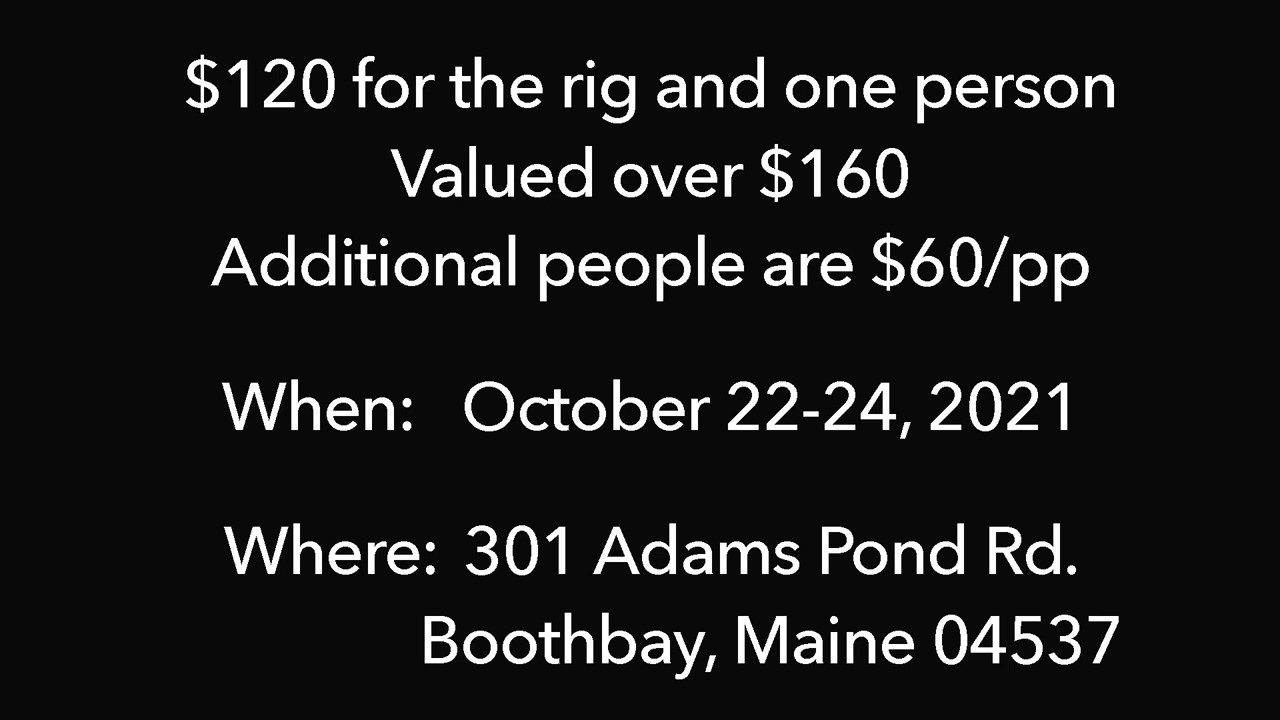 $120 for the rig and one person
Valued over $160
Additional people are $60/pp
When: October 22-24, 2021
Where: 301 Adams Pond Rd.
Boothbay, Maine 04537